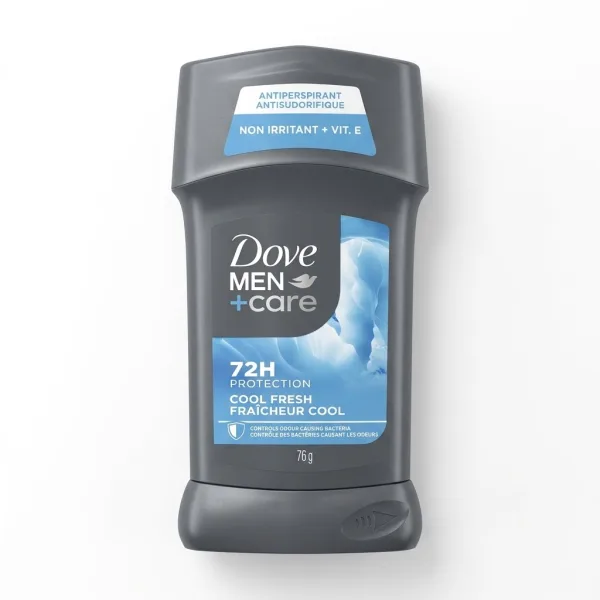 ANTIPERSPIRANT
ANTISUDORIFIQUE
NON IRRITANT + VIT. E
Dove
MEN
+care
72H
PROTECTION
COOL FRESH
FRAÎCHEUR COOL
CONTROLS ODOUR CAUSING BACTERIA
CONTRÔLE DES BACTÉRIES CAUSANT LES ODEURS
76 g